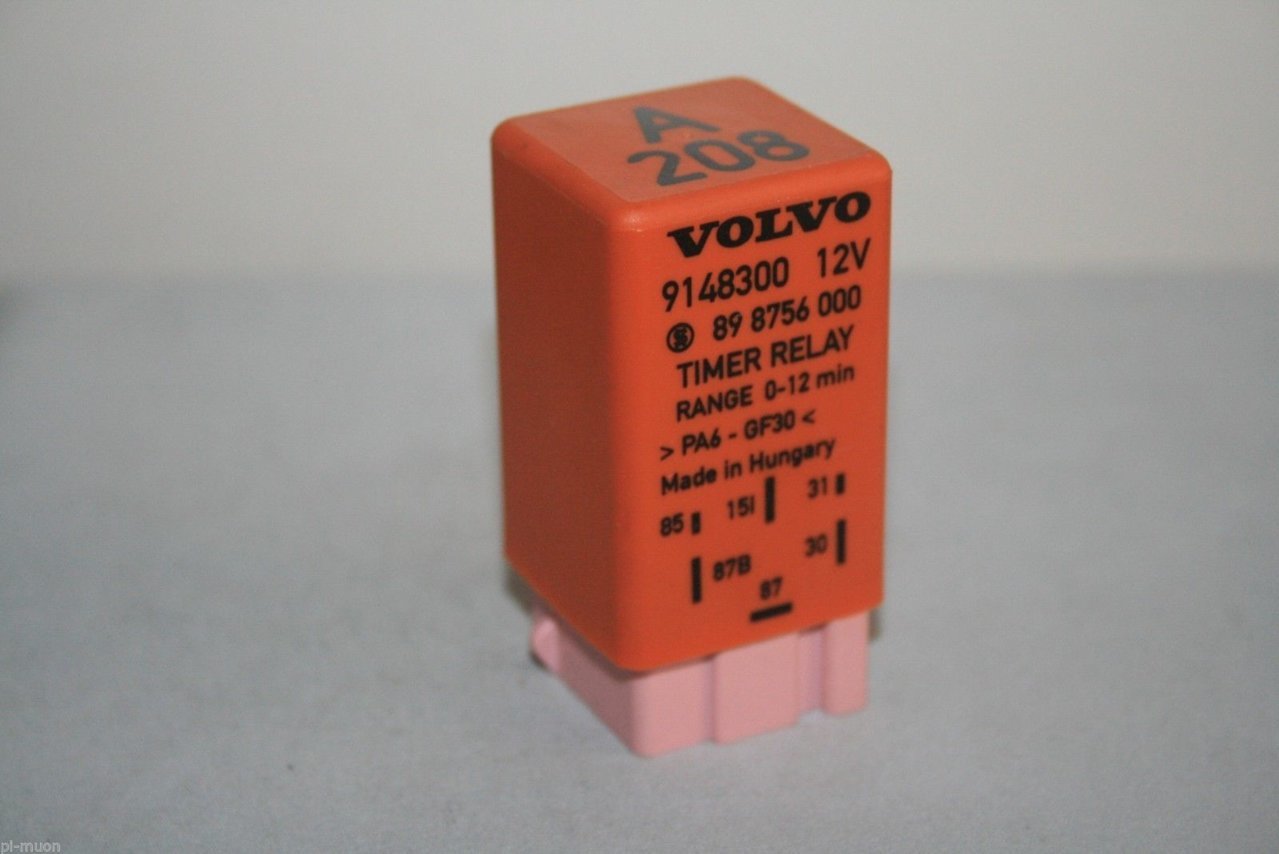 A
208
VOLVO
9148300 12V
S 89 8756 000
TIMER RELAY
RANGE 0-12 min
> PA6 - GF30 <
Made in Hungary
85 15I 31
87B 30
87
pl-muon